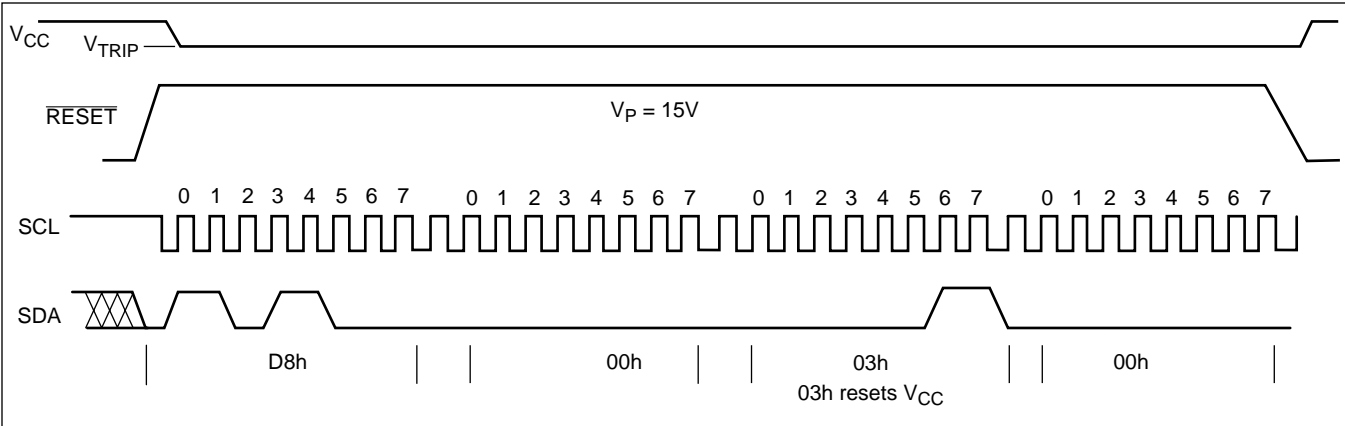 VCC
VTRIP
RESET
VP = 15V
0 1 2 3 4 5 6 7 0 1 2 3 4 5 6 7 0 1 2 3 4 5 6 7 0 1 2 3 4 5 6 7
SCL
SDA
D8h 00h 03h 00h
03h resets VCC